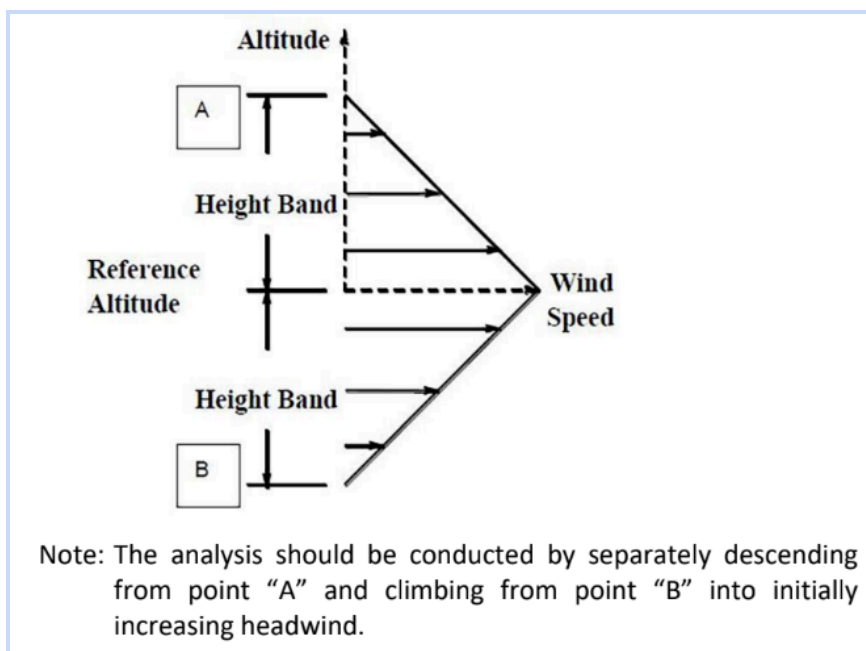 Altitude
A
Height Band
Reference
Altitude
Wind
Speed
Height Band
B
Note: The analysis should be conducted by separately descending
from point “A” and climbing from point “B” into initially
increasing headwind.